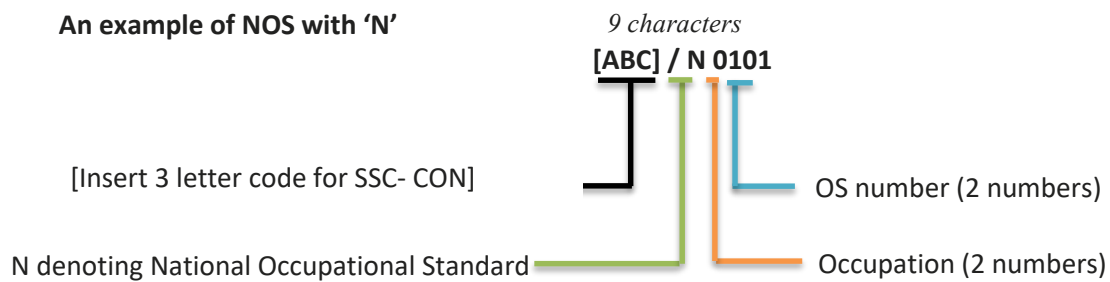 An example of NOS with ‘N’
9 characters
[ABC] / N 0101
[Insert 3 letter code for SSC- CON]
OS number (2 numbers)
N denoting National Occupational Standard
Occupation (2 numbers)